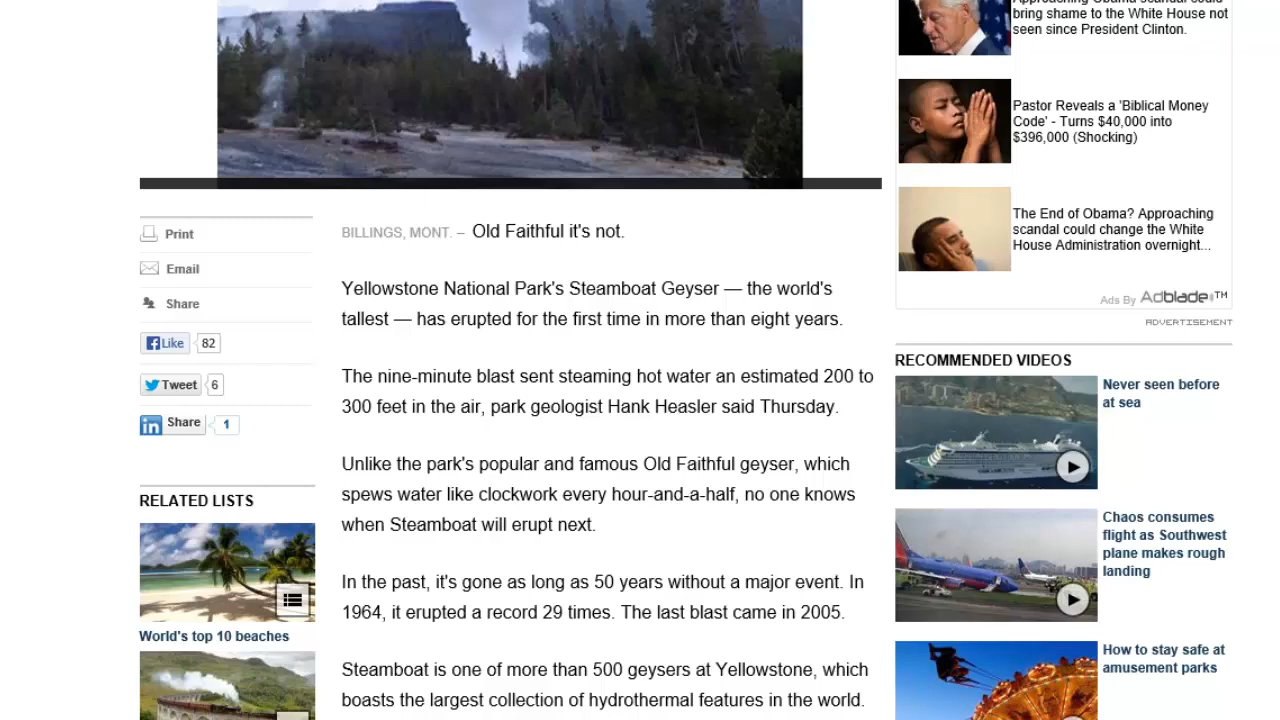 Approaching Obama scandal could
bring shame to the White House not
seen since President Clinton.
Pastor Reveals a 'Biblical Money
Code' - Turns $40,000 into
$396,000 (Shocking)
The End of Obama? Approaching
scandal could change the White
House Administration overnight...
Ads By Adblade™
ADVERTISEMENT
Print
Email
Share
Like 82
Tweet 6
in Share 1
RELATED LISTS
World's top 10 beaches
BILLINGS, MONT. – Old Faithful it's not.
Yellowstone National Park's Steamboat Geyser — the world's
tallest — has erupted for the first time in more than eight years.
The nine-minute blast sent steaming hot water an estimated 200 to
300 feet in the air, park geologist Hank Heasler said Thursday.
Unlike the park's popular and famous Old Faithful geyser, which
spews water like clockwork every hour-and-a-half, no one knows
when Steamboat will erupt next.
In the past, it's gone as long as 50 years without a major event. In
1964, it erupted a record 29 times. The last blast came in 2005.
Steamboat is one of more than 500 geysers at Yellowstone, which
boasts the largest collection of hydrothermal features in the world.
RECOMMENDED VIDEOS
Never seen before
at sea
Chaos consumes
flight as Southwest
plane makes rough
landing
How to stay safe at
amusement parks